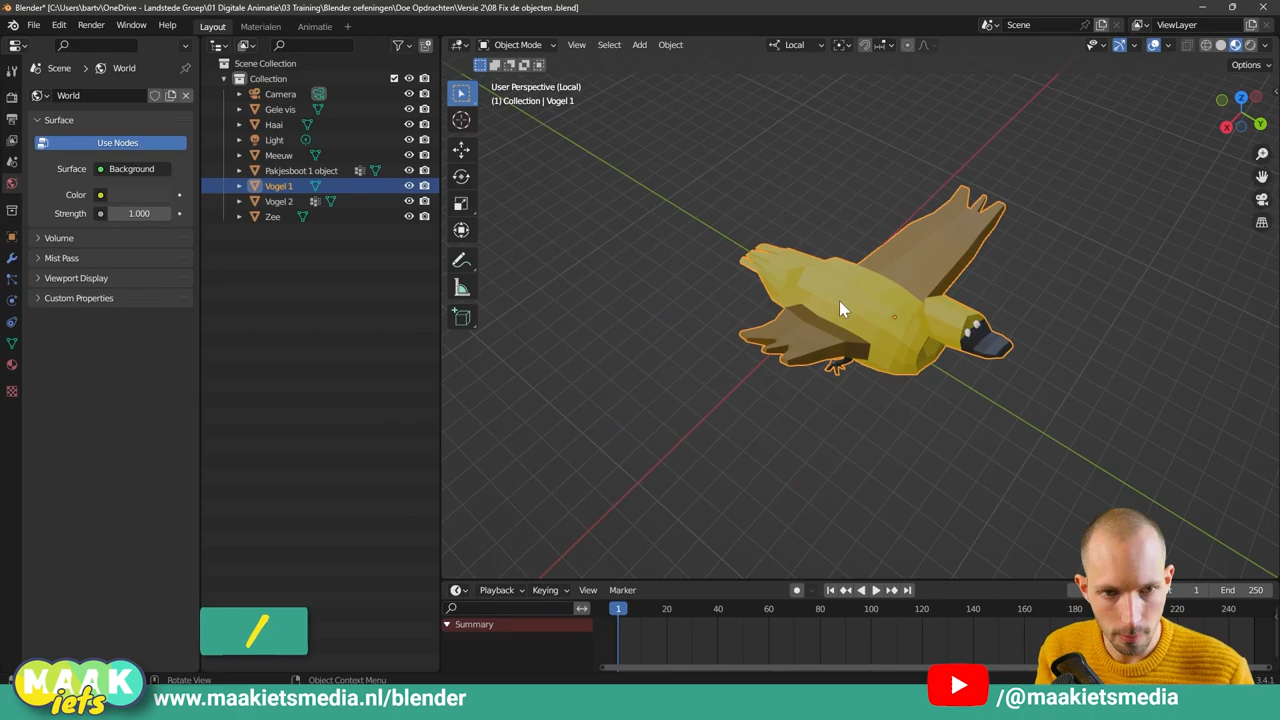 Blender* [C:\Users\bartv\OneDrive - Landstede Groep\01 Digitale Animatie\03 Training\Blender oefeningen\Doe Opdrachten\Versie 2\08 Fix de objecten .blend]
File Edit Render Window Help Layout Materialen Animatie + Scene ViewLayer
Object Mode View Select Add Object Local
Options
Scene World
World
Surface
Use Nodes
Surface Background
Color
Strength 1.000
Volume
Mist Pass
Viewport Display
Custom Properties
Scene Collection
Collection
Camera
Gele vis
Haai
Light
Meeuw
Pakjesboot 1 object
Vogel 1
Vogel 2
Zee
User Perspective (Local)
(1) Collection | Vogel 1
X
Y
Z
Playback Keying View Marker 1 End 250
1 20 40 60 80 100 120 140 160 180 220 240
Summary
Rotate View Object Context Menu 3.4.1
/
MAAK
iets
www.maakietsmedia.nl/blender
/@maakietsmedia